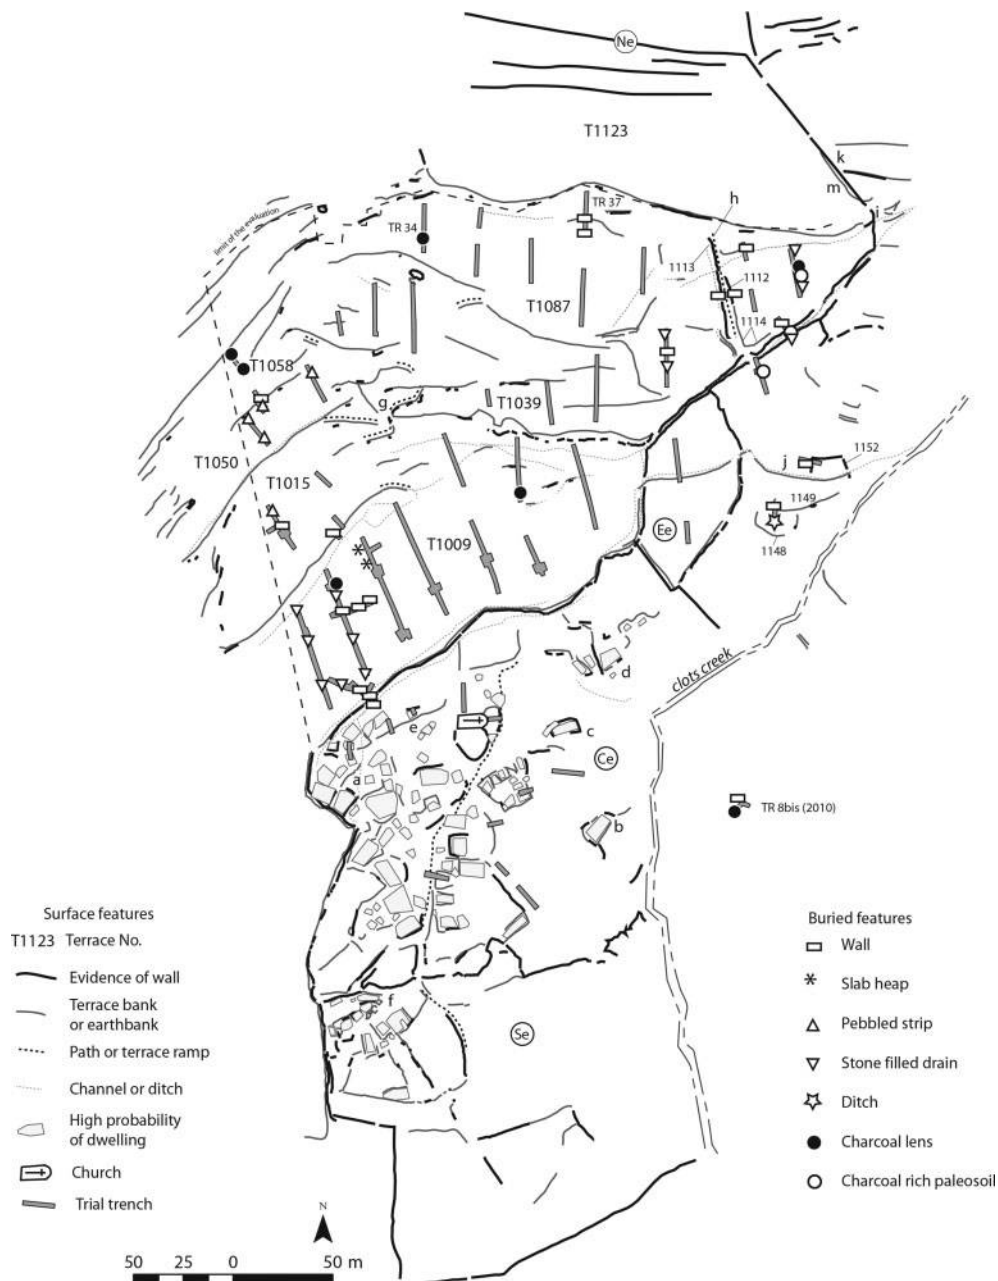 Ne
T1123
k
m
h
i
limit of the evaluation
TR 34
TR 37
1113
1112
T1087
1114
T1058
g
T1039
T1050
T1015
j
1152
1149
1148
T1009
Ee
d
clots creek
e
c
a
Ce
b
TR 8bis (2010)
f
Se
Surface features
T1123 Terrace No.
Evidence of wall
Terrace bank
or earthbank
Path or terrace ramp
Channel or ditch
High probability
of dwelling
Church
Trial trench
Buried features
Wall
Slab heap
Pebbled strip
Stone filled drain
Ditch
Charcoal lens
Charcoal rich paleosoil
N
50 25 0 50 m